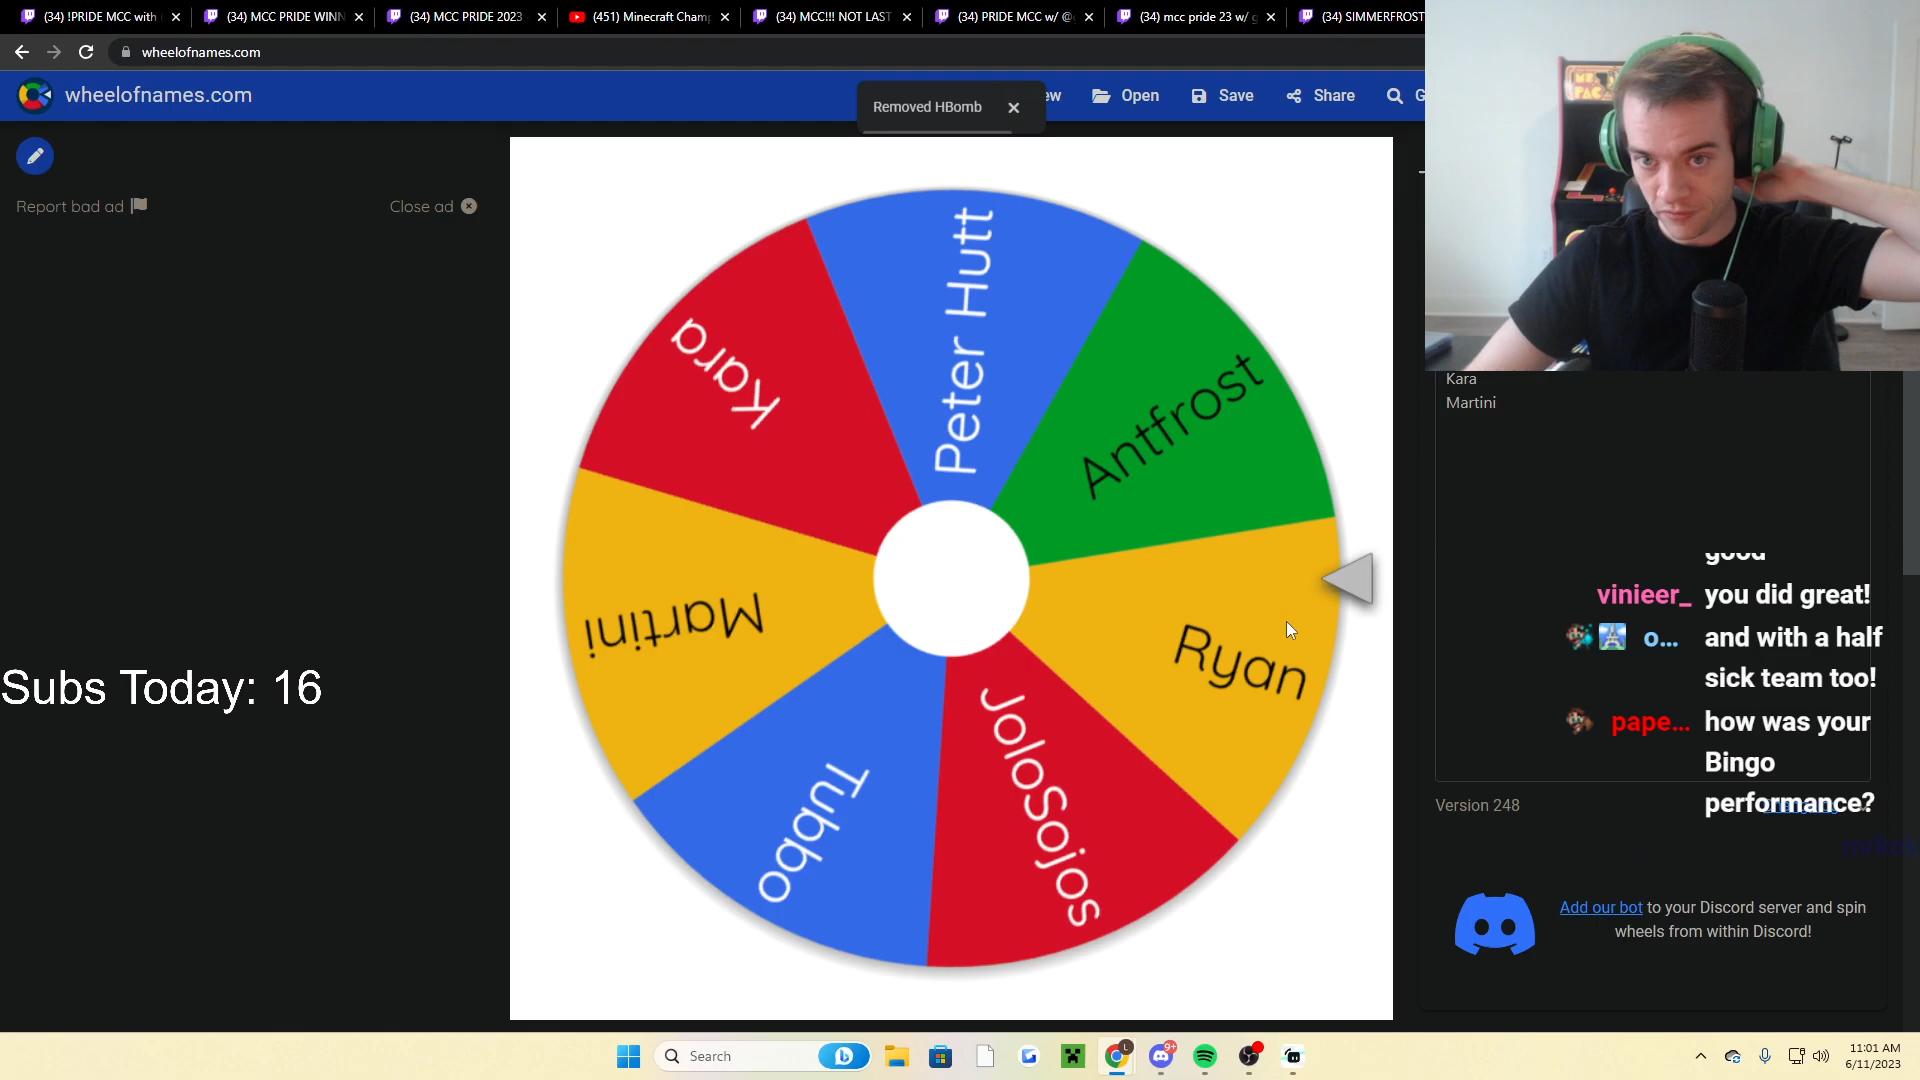 (34) !PRIDE MCC with
(34) MCC PRIDE WINN
(34) MCC PRIDE 2023
(451) Minecraft Champ
(34) MCC!!! NOT LAST
(34) PRIDE MCC w/ @
(34) mcc pride 23 w/
(34) SIMMERFROST
wheelofnames.com
wheelofnames.com
Removed HBomb
Open
Save
Share
Report bad ad
Close ad
Peter Hutt
Antfrost
Ryan
JoloSojos
Tubbo
Martini
Kara
Kara
Martini
Subs Today: 16
good
vinieer_ you did great!
o... and with a half
sick team too!
pape... how was your
Bingo
performance?
Version 248
Add our bot to your Discord server and spin
wheels from within Discord!
Search
9+
11:01 AM
6/11/2023